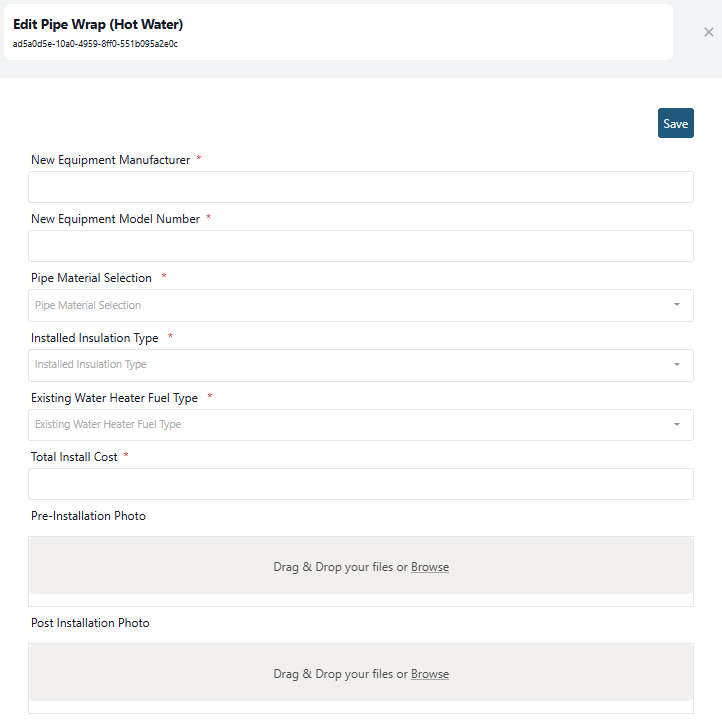 Edit Pipe Wrap (Hot Water)
ad5a0d5e-10a0-4959-8ff0-551b095a2e0c
Save
New Equipment Manufacturer *
New Equipment Model Number *
Pipe Material Selection *
Pipe Material Selection
Installed Insulation Type *
Installed Insulation Type
Existing Water Heater Fuel Type *
Existing Water Heater Fuel Type
Total Install Cost *
Pre-Installation Photo
Drag & Drop your files or Browse
Post Installation Photo
Drag & Drop your files or Browse